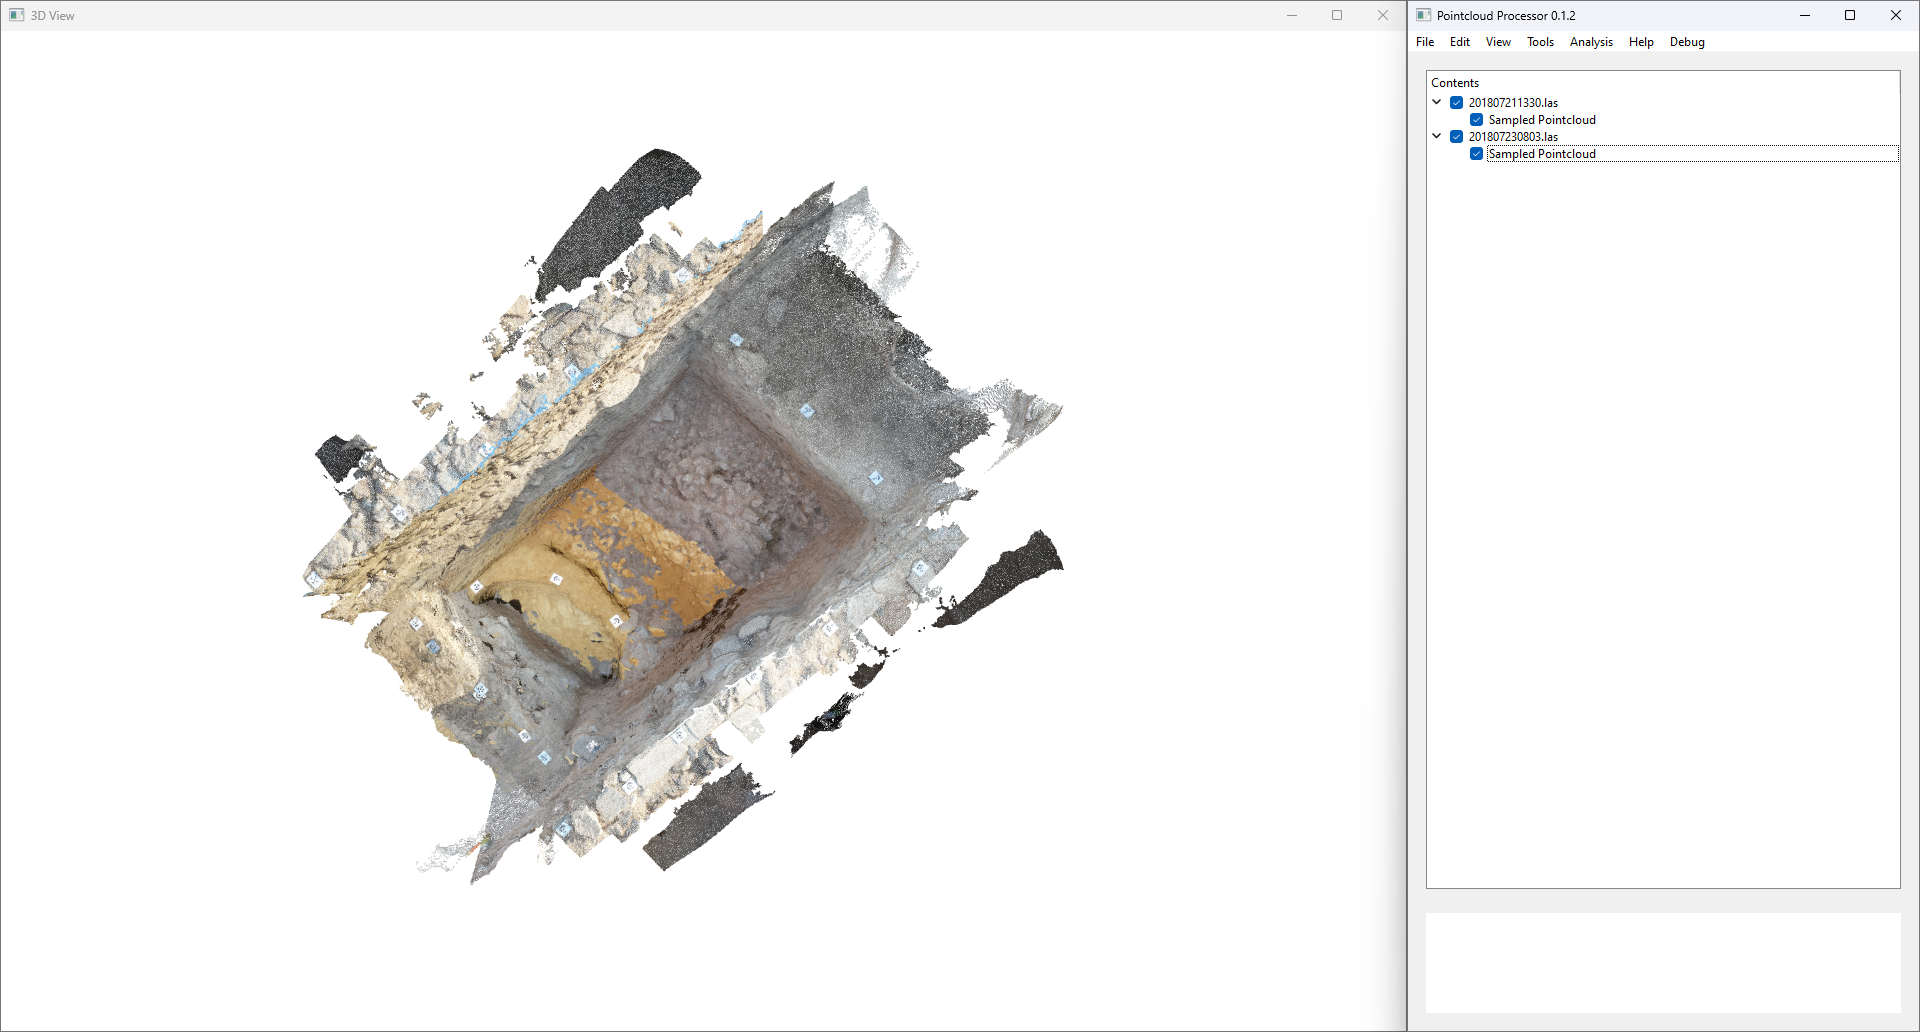 3D View
Pointcloud Processor 0.1.2
File Edit View Tools Analysis Help Debug
Contents
201807211330.las
Sampled Pointcloud
201807230803.las
Sampled Pointcloud